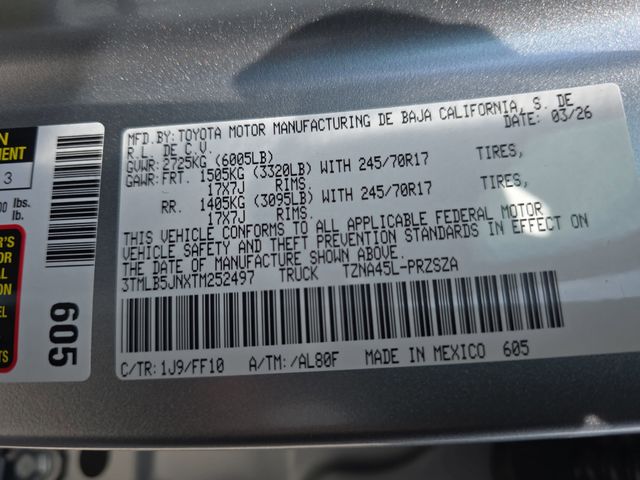 MFD.BY: TOYOTA MOTOR MANUFACTURING DE BAJA CALIFORNIA, S. DE
R.L. DE C.V. DATE: 03/26
GVWR: 2725KG (6005LB)
GAWR: FRT. 1505KG (3320LB) WITH 245/70R17 TIRES,
17X7J RIMS.
RR. 1405KG (3095LB) WITH 245/70R17 TIRES,
17X7J RIMS.
THIS VEHICLE CONFORMS TO ALL APPLICABLE FEDERAL MOTOR
VEHICLE SAFETY AND THEFT PREVENTION STANDARDS IN EFFECT ON
THE DATE OF MANUFACTURE SHOWN ABOVE.
3TMLB5JNXTM252497 TRUCK TZNA45L-PRZSZA
C/TR: 1J9/FF10 A/TM: /AL80F MADE IN MEXICO 605
3
lbs.
lb.
605